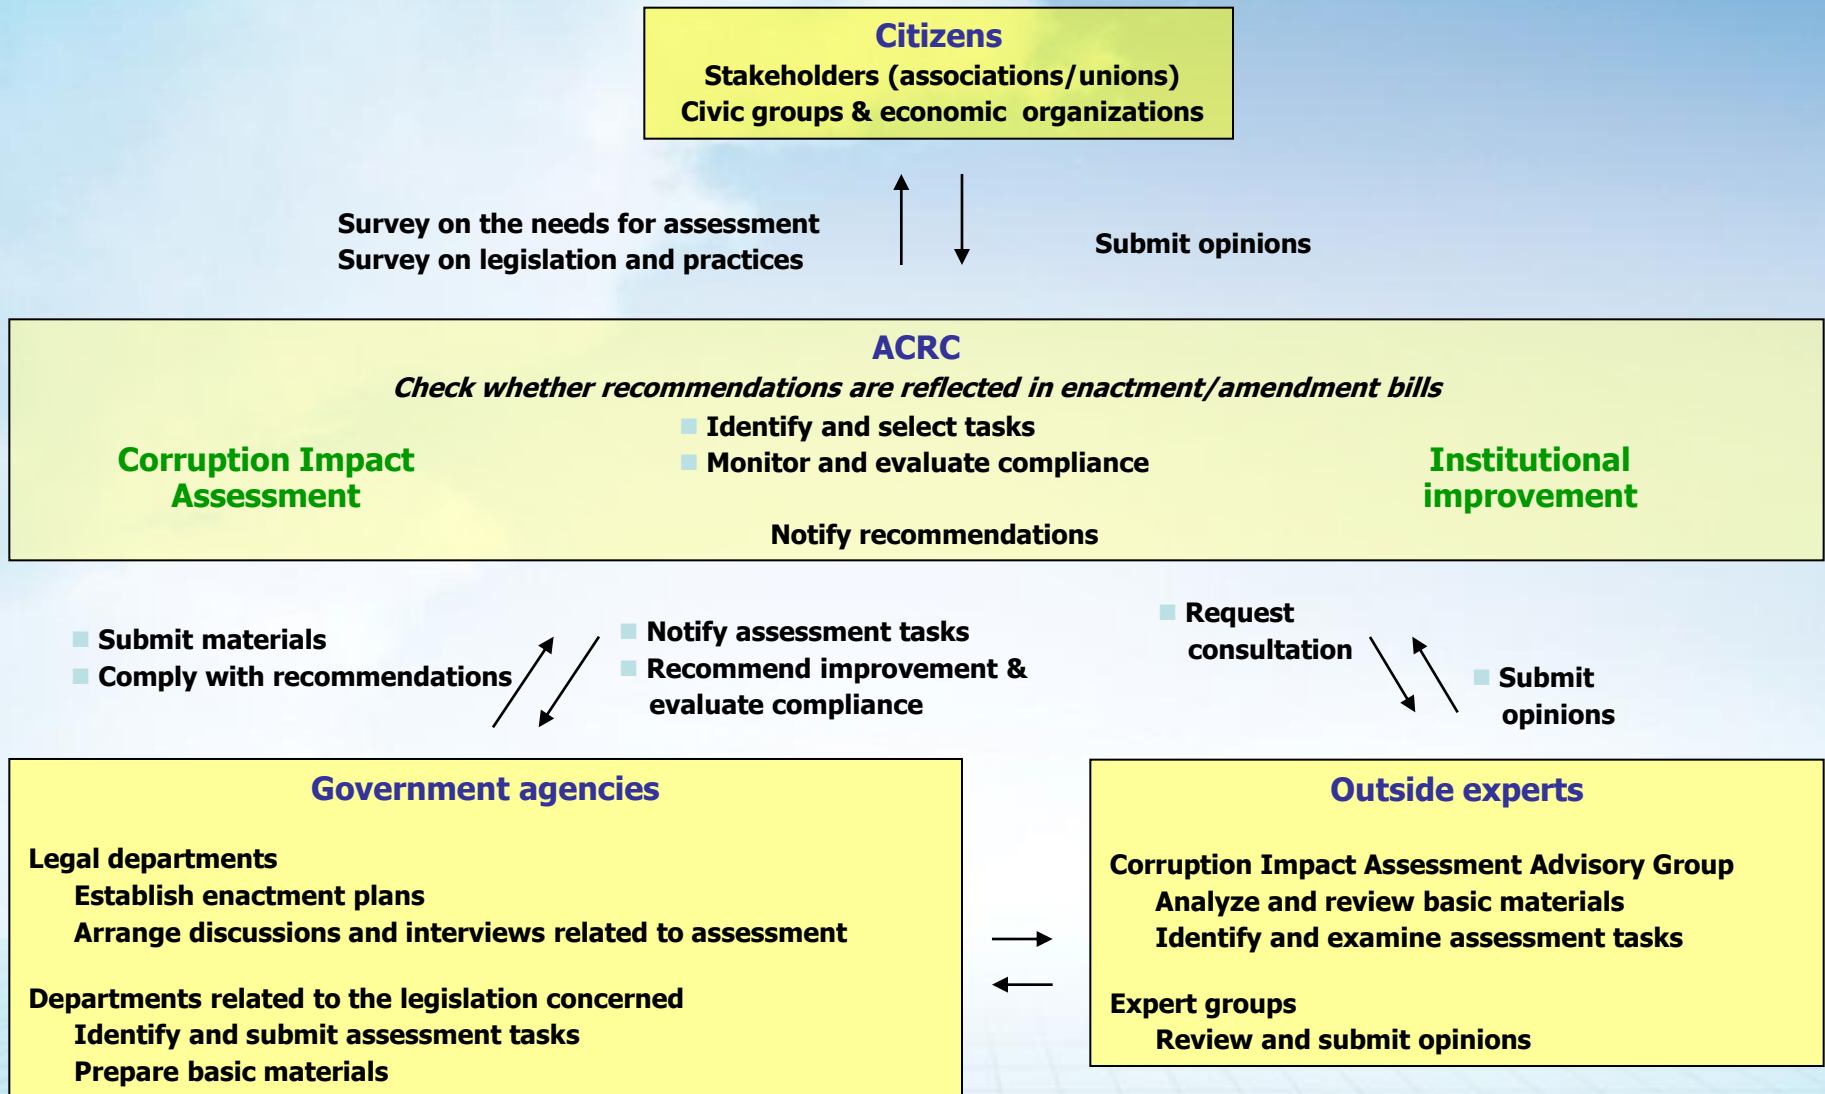 Citizens
Stakeholders (associations/unions)
Civic groups & economic organizations
Survey on the needs for assessment
Survey on legislation and practices
Submit opinions
ACRC
Check whether recommendations are reflected in enactment/amendment bills
Identify and select tasks
Monitor and evaluate compliance
Corruption Impact
Assessment
Institutional
improvement
Notify recommendations
Submit materials
Comply with recommendations
Notify assessment tasks
Recommend improvement &
evaluate compliance
Request
consultation
Submit
opinions
Government agencies
Legal departments
Establish enactment plans
Arrange discussions and interviews related to assessment
Departments related to the legislation concerned
Identify and submit assessment tasks
Prepare basic materials
Outside experts
Corruption Impact Assessment Advisory Group
Analyze and review basic materials
Identify and examine assessment tasks
Expert groups
Review and submit opinions